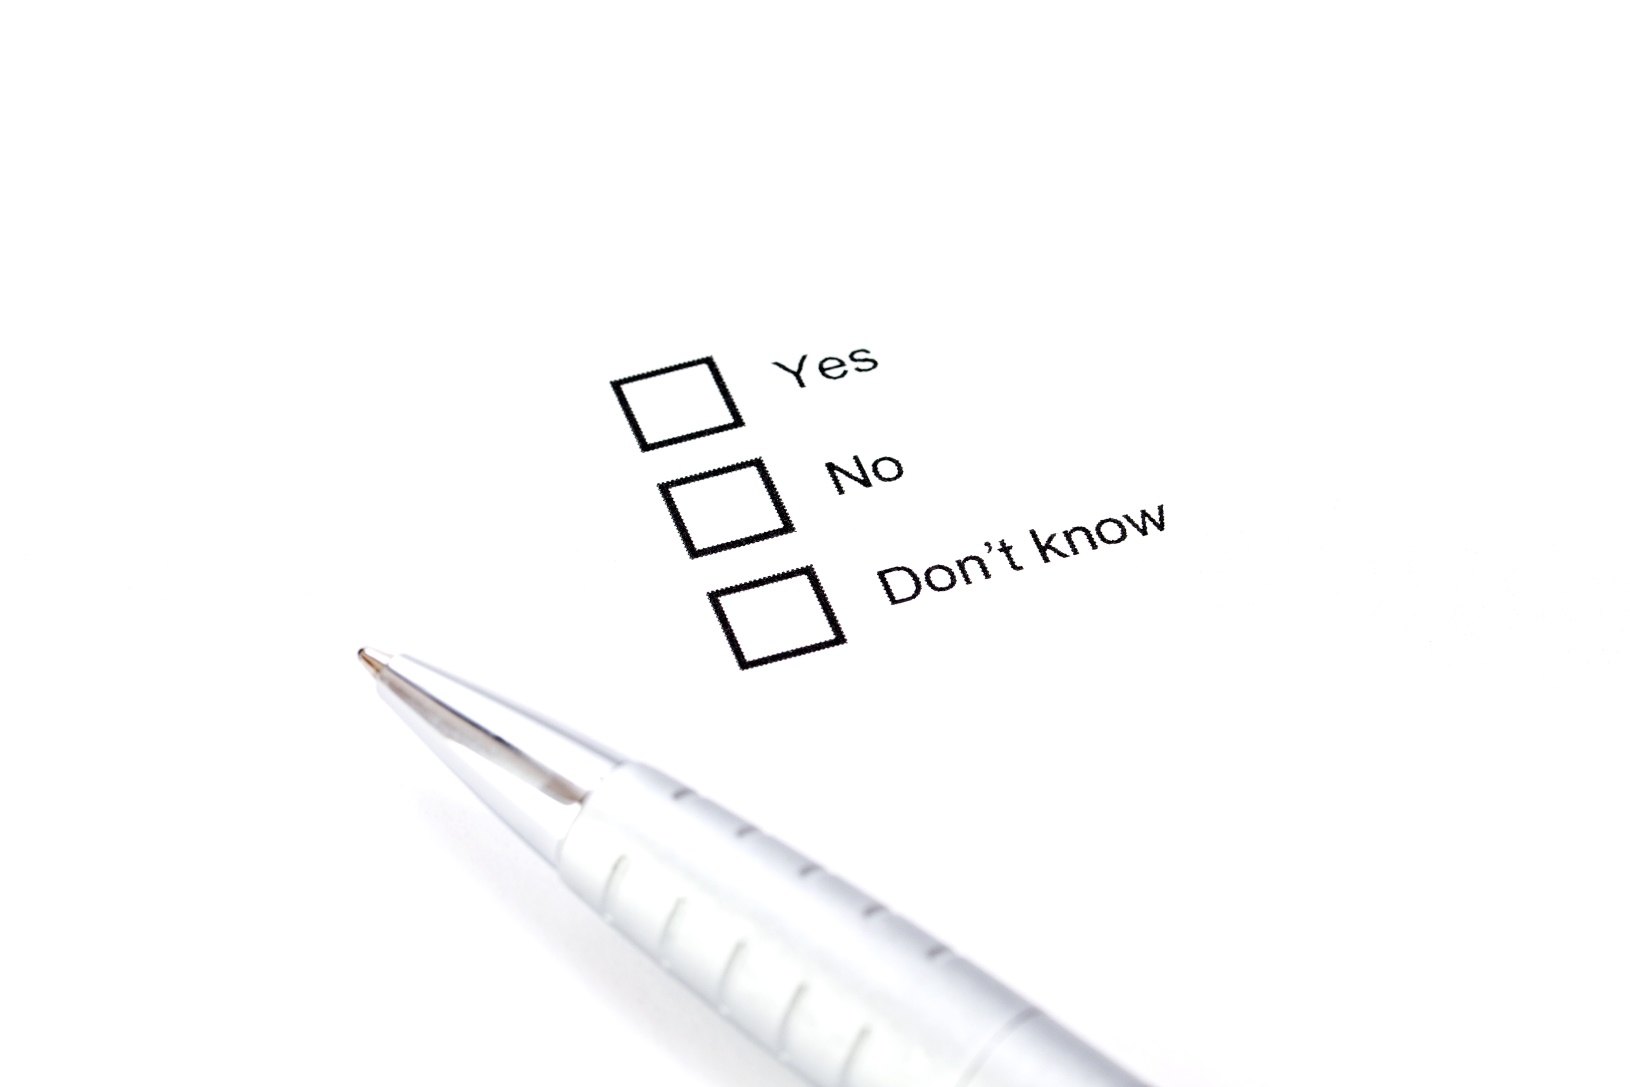 Yes
No
Don’t know